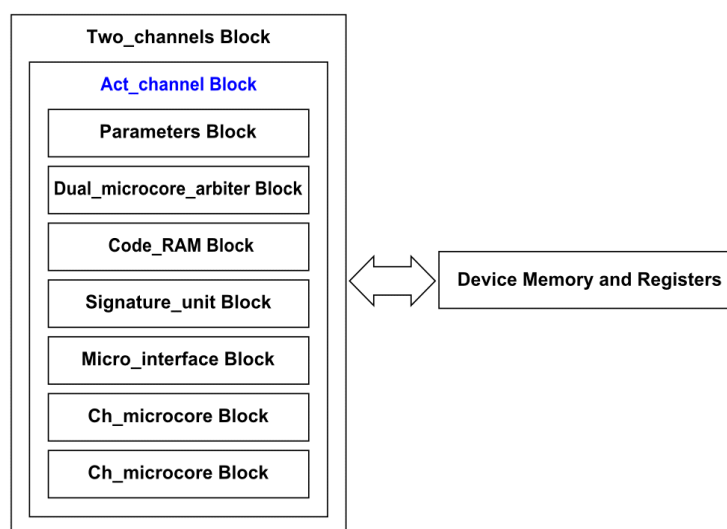 Two_channels Block
Act_channel Block
Parameters Block
Dual_microcore_arbiter Block
Code_RAM Block
Signature_unit Block
Micro_interface Block
Ch_microcore Block
Ch_microcore Block
Device Memory and Registers